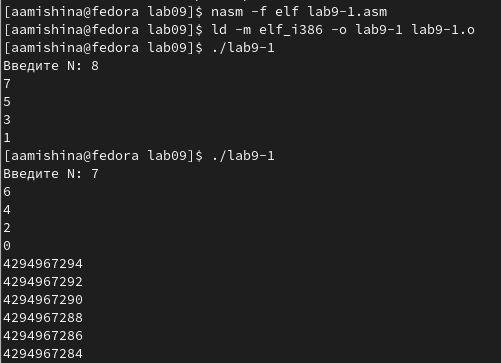 [aamishina@fedora lab09]$ nasm -f elf lab9-1.asm
[aamishina@fedora lab09]$ ld -m elf_i386 -o lab9-1 lab9-1.o
[aamishina@fedora lab09]$ ./lab9-1
Введите N: 8
7
5
3
1
[aamishina@fedora lab09]$ ./lab9-1
Введите N: 7
6
4
2
0
4294967294
4294967292
4294967290
4294967288
4294967286
4294967284